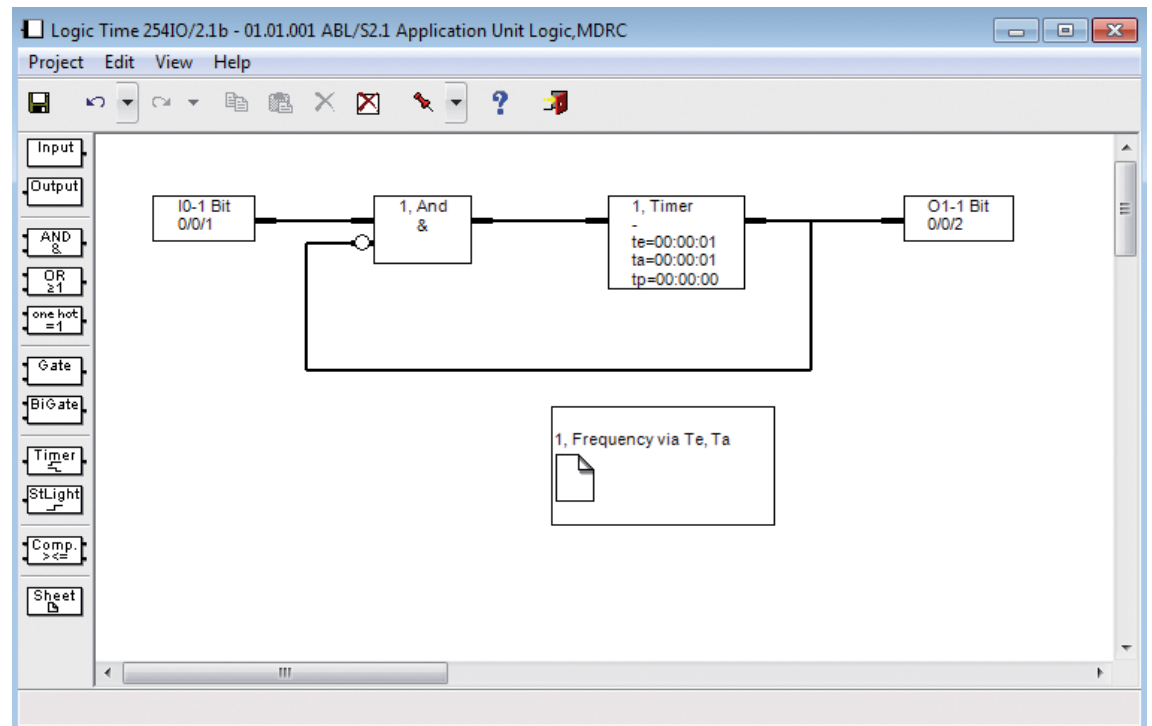 Logic Time 254IO/2.1b - 01.01.001 ABL/S2.1 Application Unit Logic,MDRC
Project Edit View Help
?
Input
Output
AND
&
OR
≥1
one hot
=1
Gate
BiGate
Timer
StLight
Comp.
><=
Sheet
I0-1 Bit
0/0/1
1, And
&
1, Timer
-
te=00:00:01
ta=00:00:01
tp=00:00:00
O1-1 Bit
0/0/2
1, Frequency via Te, Ta